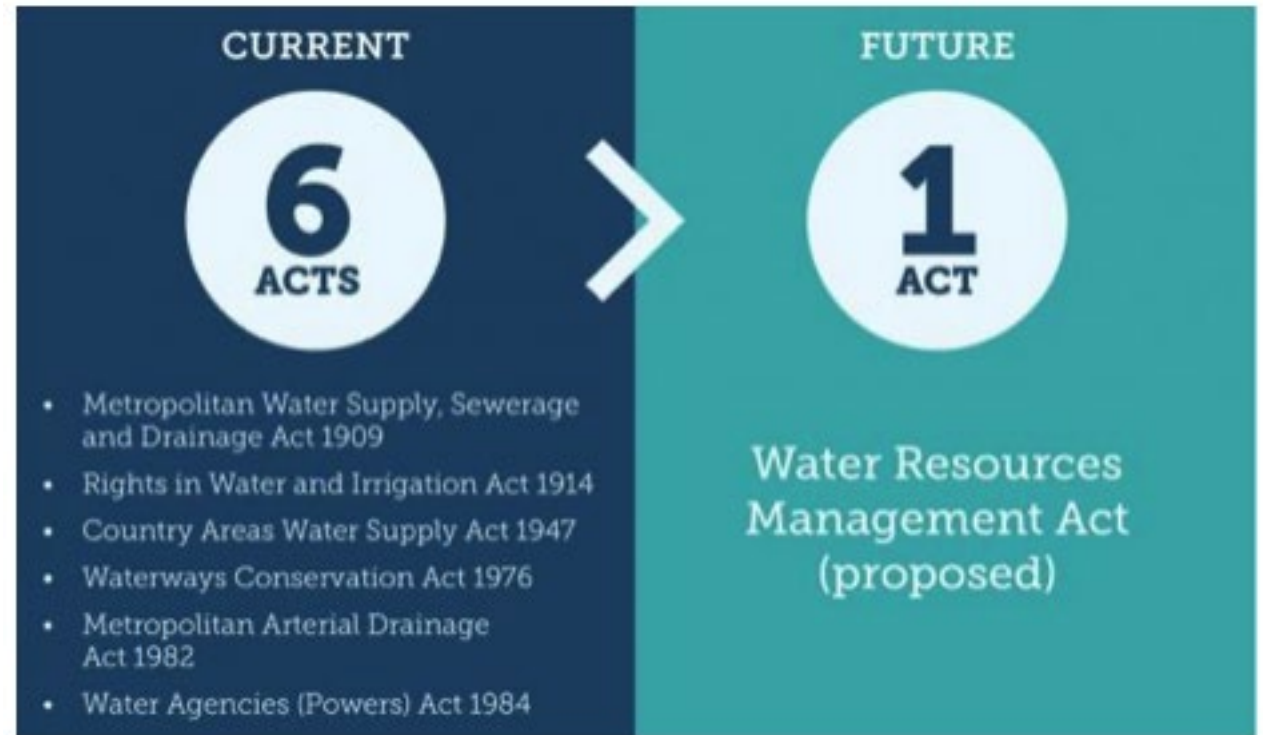 CURRENT
6
ACTS
• Metropolitan Water Supply, Sewerage
and Drainage Act 1909
• Rights in Water and Irrigation Act 1914
• Country Areas Water Supply Act 1947
• Waterways Conservation Act 1976
• Metropolitan Arterial Drainage
Act 1982
• Water Agencies (Powers) Act 1984
FUTURE
1
ACT
Water Resources
Management Act
(proposed)